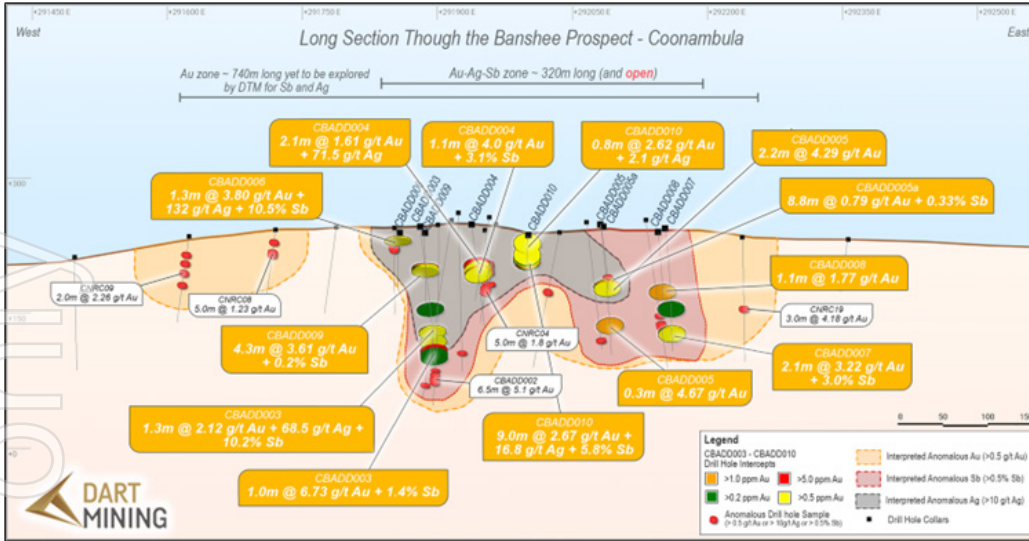 +291450 E
+291600 E
+291750 E
+291900 E
+292050 E
+292200 E
+292350 E
+292500 E
West
Long Section Though the Banshee Prospect - Coonambula
East
Au zone ~ 740m long yet to be explored
by DTM for Sb and Ag
Au-Ag-Sb zone ~ 320m long (and open)
CBADD004
2.1m @ 1.61 g/t Au
+ 71.5 g/t Ag
CBADD004
1.1m @ 4.0 g/t Au
+ 3.1% Sb
CBADD010
0.8m @ 2.62 g/t Au
+ 2.1 g/t Ag
CBADD005
2.2m @ 4.29 g/t Au
CBADD006
1.3m @ 3.80 g/t Au +
132 g/t Ag + 10.5% Sb
CBADD005a
8.8m @ 0.79 g/t Au + 0.33% Sb
CBADD003
CBADD009
CBADD004
CBADD010
CBADD005
CBADD005a
CBADD008
CBADD007
+300
CNRC09
2.0m @ 2.26 g/t Au
CNRC08
5.0m @ 1.23 g/t Au
CBADD008
1.1m @ 1.77 g/t Au
CNRC19
3.0m @ 4.18 g/t Au
+150
CBADD009
4.3m @ 3.61 g/t Au
+ 0.2% Sb
CNRC04
5.0m @ 1.8 g/t Au
CBADD007
2.1m @ 3.22 g/t Au
+ 3.0% Sb
CBADD002
6.5m @ 5.1 g/t Au
CBADD005
0.3m @ 4.67 g/t Au
CBADD003
1.3m @ 2.12 g/t Au + 68.5 g/t Ag +
10.2% Sb
CBADD010
9.0m @ 2.67 g/t Au +
16.8 g/t Ag + 5.8% Sb
CBADD003
1.0m @ 6.73 g/t Au + 1.4% Sb
+0
0 50 100 150
Legend
CBADD003 - CBADD010
Drill Hole Intercepts
>1.0 ppm Au
>5.0 ppm Au
>0.2 ppm Au
>0.5 ppm Au
Anomalous Drill hole Sample
(> 0.5 g/t Au or > 10g/t Ag or > 0.5% Sb)
Interpreted Anomalous Au (>0.5 g/t Au)
Interpreted Anomalous Sb (>0.5% Sb)
Interpreted Anomalous Ag (>10 g/t Ag)
Drill Hole Collars
DART
MINING